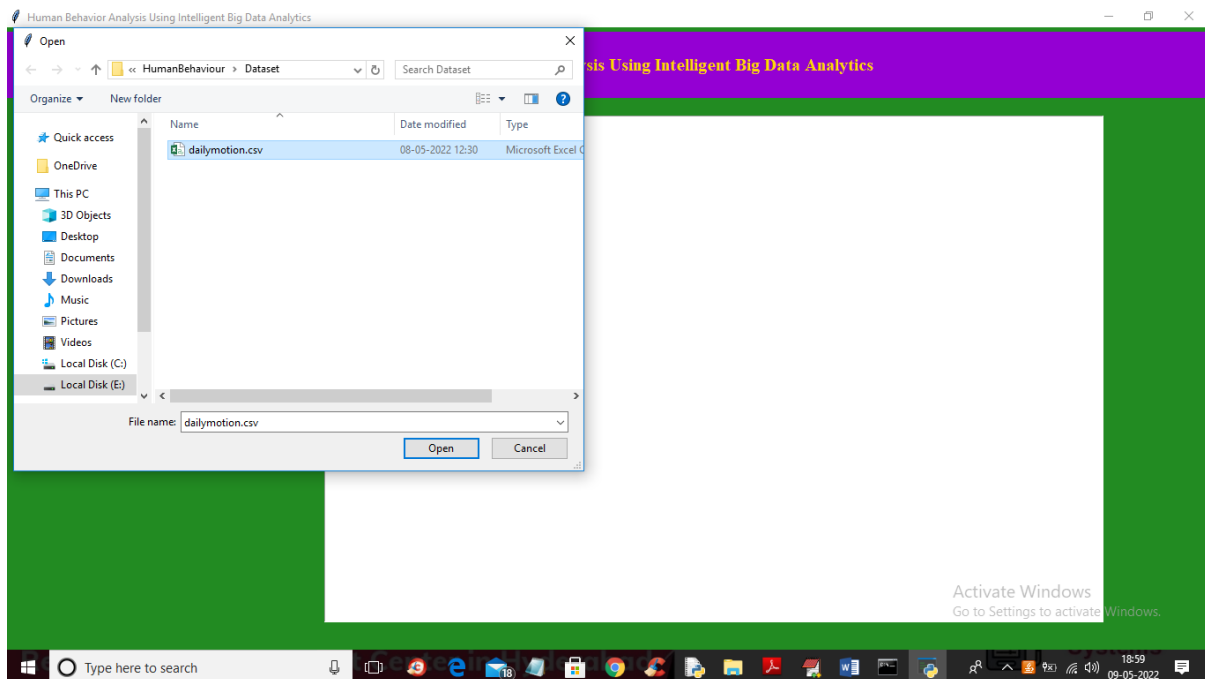 Human Behavior Analysis Using Intelligent Big Data Analytics
Open
sis Using Intelligent Big Data Analytics
« HumanBehaviour › Dataset
Search Dataset
Organize
New folder
Name
Date modified
Type
Quick access
dailymotion.csv
08-05-2022 12:30
Microsoft Excel C
OneDrive
This PC
3D Objects
Desktop
Documents
Downloads
Music
Pictures
Videos
Local Disk (C:)
Local Disk (E:)
File name: dailymotion.csv
Open
Cancel
Activate Windows
Go to Settings to activate Windows.
Type here to search
18
18:59
09-05-2022